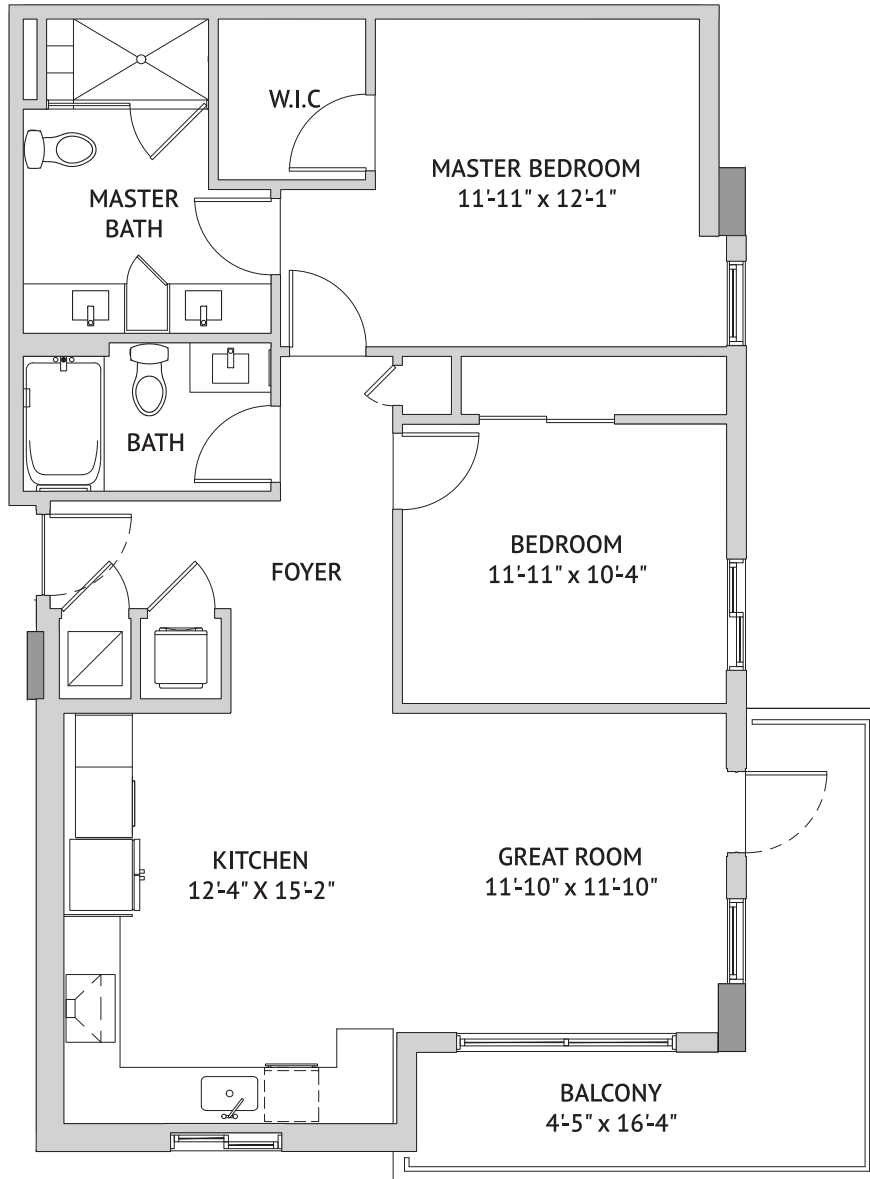 W.I.C
MASTER BEDROOM
11'-11" x 12'-1"
MASTER
BATH
BATH
BEDROOM
11'-11" x 10'-4"
FOYER
KITCHEN
12'-4" X 15'-2"
GREAT ROOM
11'-10" x 11'-10"
BALCONY
4'-5" x 16'-4"